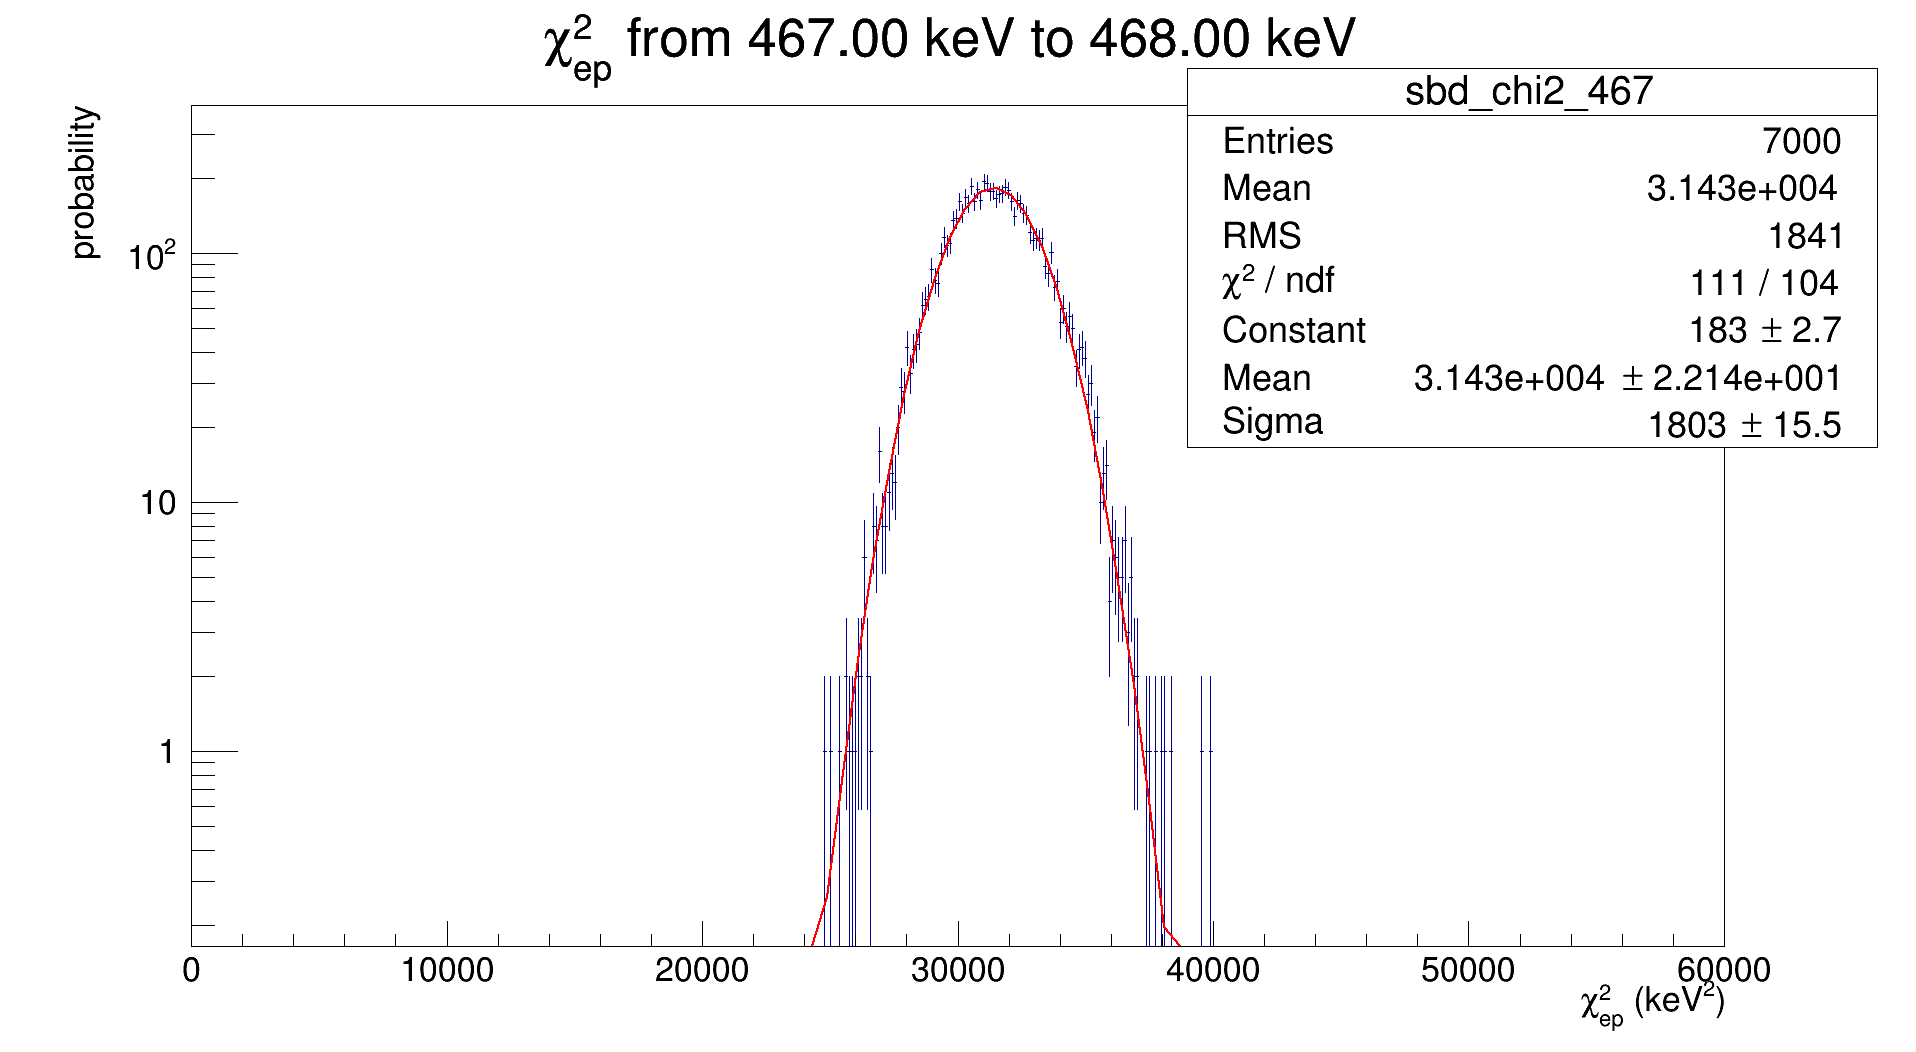 χ²ep from 467.00 keV to 468.00 keV
sbd_chi2_467
Entries 7000
Mean 3.143e+004
RMS 1841
χ² / ndf 111 / 104
Constant 183 ± 2.7
Mean 3.143e+004 ± 2.214e+001
Sigma 1803 ± 15.5
probability
10²
10
1
0 10000 20000 30000 40000 50000 60000
χ²ep (keV²)